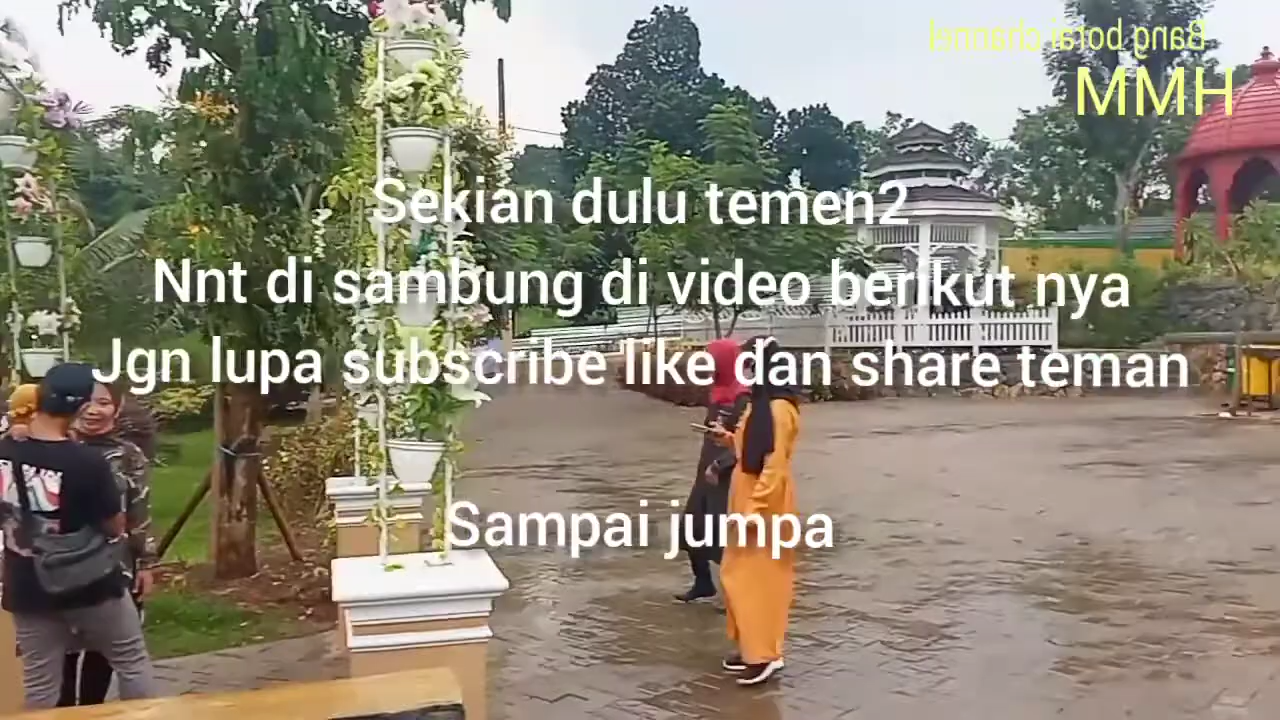 Bang borai channel
MMH
Sekian dulu temen2
Nnt di sambung di video berikut nya
Jgn lupa subscribe like dan share teman
Sampai jumpa